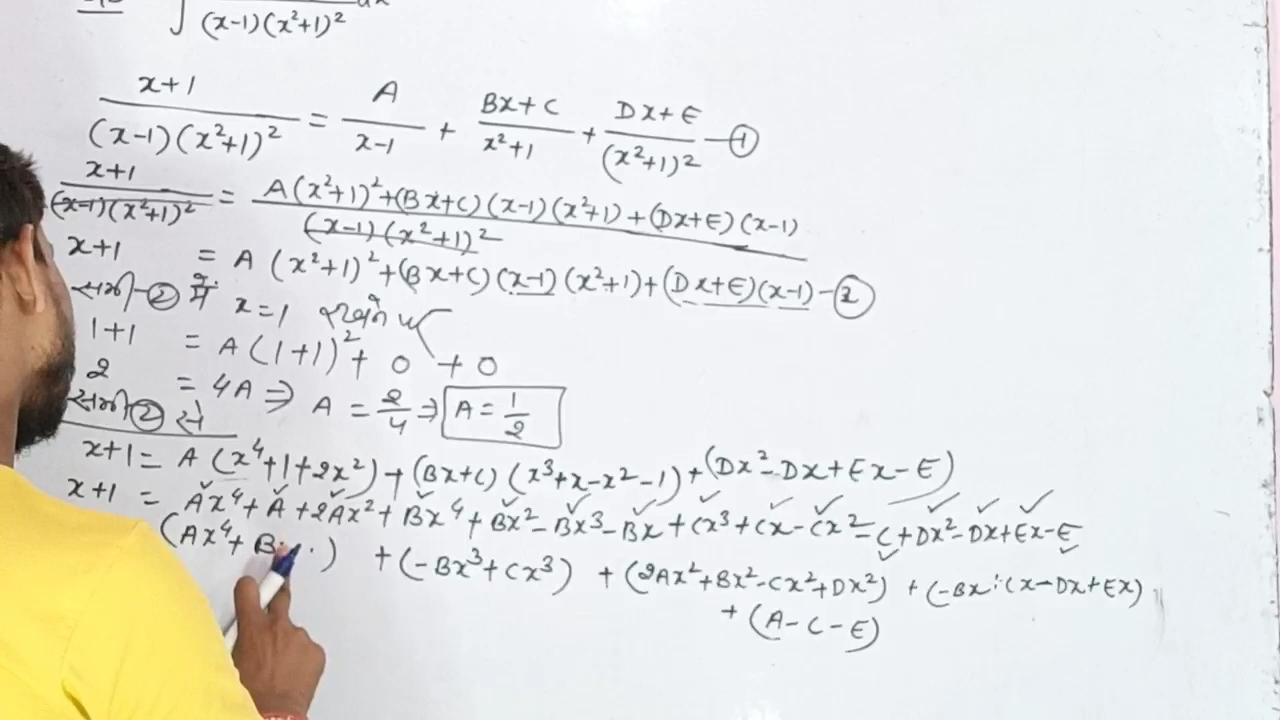 ∫ (x-1)(x²+1)² dx
x+1 / (x-1)(x²+1)² = A / x-1 + Bx+C / x²+1 + Dx+E / (x²+1)² —①
x+1 / (x-1)(x²+1)² = A(x²+1)²+(Bx+C)(x-1)(x²+1)+(Dx+E)(x-1) / (x-1)(x²+1)²
x+1 = A(x²+1)²+(Bx+C)(x-1)(x²+1)+(Dx+E)(x-1) —②
समी-② में x=1 रखने पर
1+1 = A(1+1)²+0+0
2 = 4A ⇒ A = 2/4 ⇒ A = 1/2
समी② से
x+1 = A(x⁴+1+2x²)+(Bx+C)(x³+x-x²-1)+(Dx²-Dx+Ex-E)
x+1 = Ax⁴+A+2Ax²+Bx⁴+Bx²-Bx³-Bx+Cx³+Cx-Cx²-C+Dx²-Dx+Ex-E
(Ax⁴+B ) +(-Bx³+Cx³) +(2Ax²+Bx²-Cx²+Dx²) +(-Bx+Cx-Dx+Ex)
+(A-C-E)